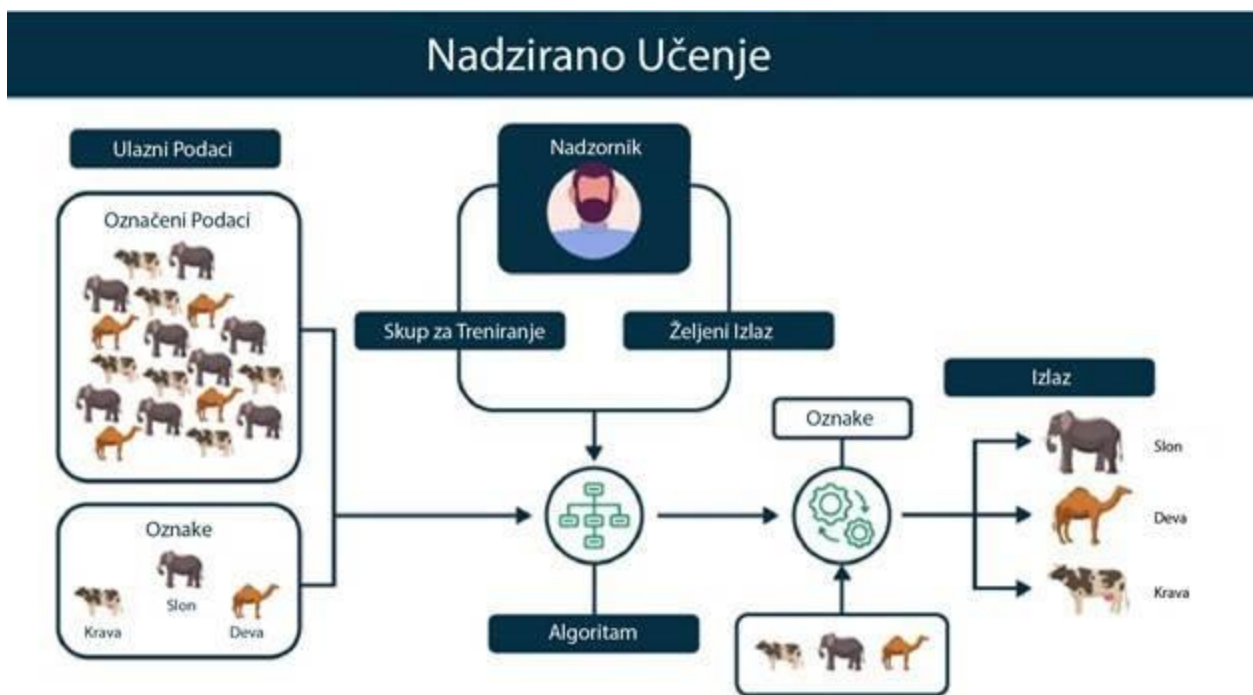 Nadzirano Učenje
Ulazni Podaci
Označeni Podaci
Oznake
Slon
Krava
Deva
Nadzornik
Skup za Treniranje
Željeni Izlaz
Algoritam
Oznake
Izlaz
Slon
Deva
Krava